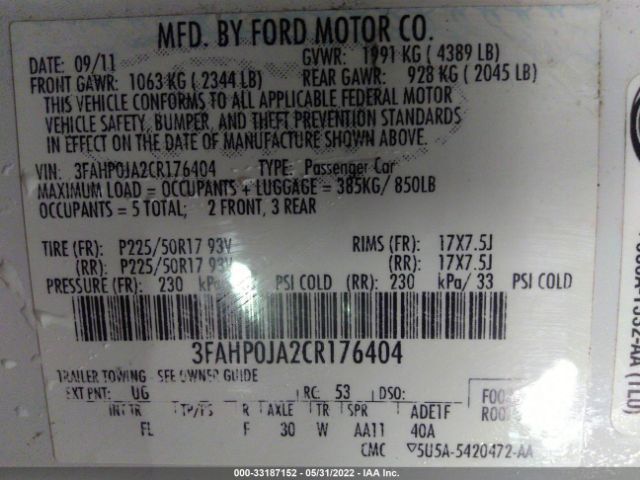 MFD. BY FORD MOTOR CO.
DATE: 09/11 GVWR: 1991 KG ( 4389 LB)
FRONT GAWR: 1063 KG ( 2344 LB) REAR GAWR: 928 KG ( 2045 LB)
THIS VEHICLE CONFORMS TO ALL APPLICABLE FEDERAL MOTOR
VEHICLE SAFETY, BUMPER, AND THEFT PREVENTION STANDARDS
IN EFFECT ON THE DATE OF MANUFACTURE SHOWN ABOVE.
VIN: 3FAHP0JA2CR176404 TYPE: Passenger Car
MAXIMUM LOAD = OCCUPANTS + LUGGAGE = 385KG/ 850LB
OCCUPANTS = 5 TOTAL; 2 FRONT, 3 REAR
TIRE (FR): P225/50R17 93V RIMS (FR): 17X7.5J
(RR): P225/50R17 93V (RR): 17X7.5J
PRESSURE (FR): 230 PSI COLD (RR): 230 kPa/ 33 PSI COLD
3FAHP0JA2CR176404
TRAILER TOWING - SEE OWNER GUIDE
EXT PNT: UG RC: 53 DSO:
INT TR TP/PS R AXLE TR SPR ADE1F
FL F 30 W AA11 40A
CMC 5U5A-5420472-AA
000-33187152 - 05/31/2022 - IAA Inc.